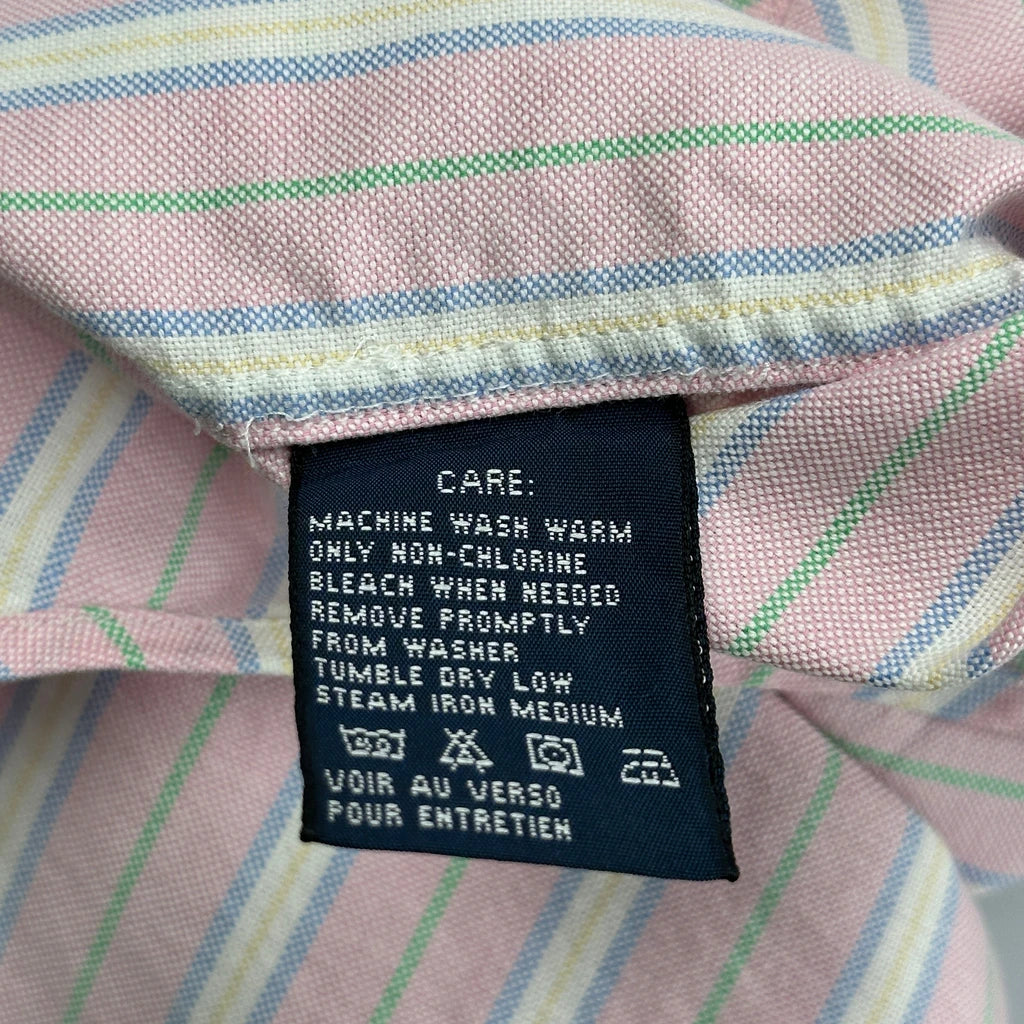 CARE:
MACHINE WASH WARM
ONLY NON-CHLORINE
BLEACH WHEN NEEDED
REMOVE PROMPTLY
FROM WASHER
TUMBLE DRY LOW
STEAM IRON MEDIUM
VOIR AU VERSO
POUR ENTRETIEN